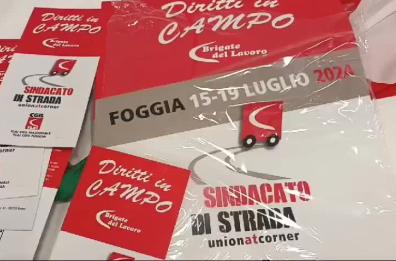 Diritti in
CAMPO
Brigate
del Lavoro
SINDACATO
DI STRADA
unionatcorner
CGIL
Diritti in
CAMPO
Brigate
del Lavoro
FOGGIA 15-19 LUGLIO 2024
SINDACATO
DI STRADA
unionatcorner
Diritti in
CAMPO
Brigate
del Lavoro